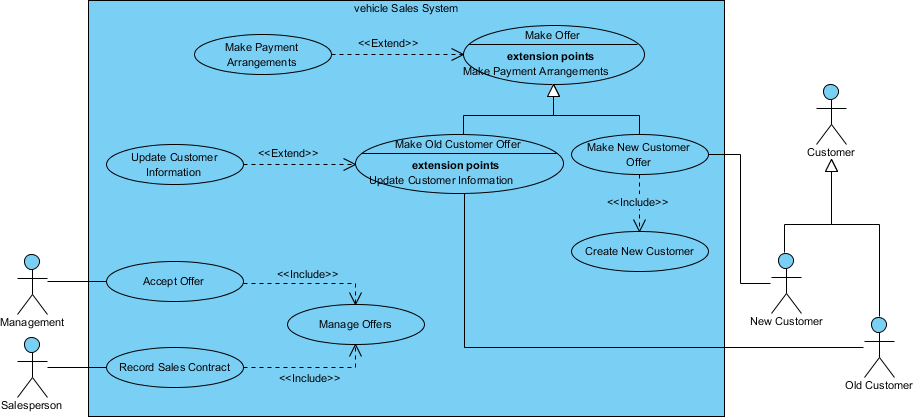 vehicle Sales System
Make Payment
Arrangements
<<Extend>>
Make Offer
extension points
Make Payment Arrangements
Update Customer
Information
<<Extend>>
Make Old Customer Offer
extension points
Update Customer Information
Make New Customer
Offer
<<Include>>
Create New Customer
Customer
New Customer
Old Customer
Management
Accept Offer
<<Include>>
Manage Offers
Salesperson
Record Sales Contract
<<Include>>